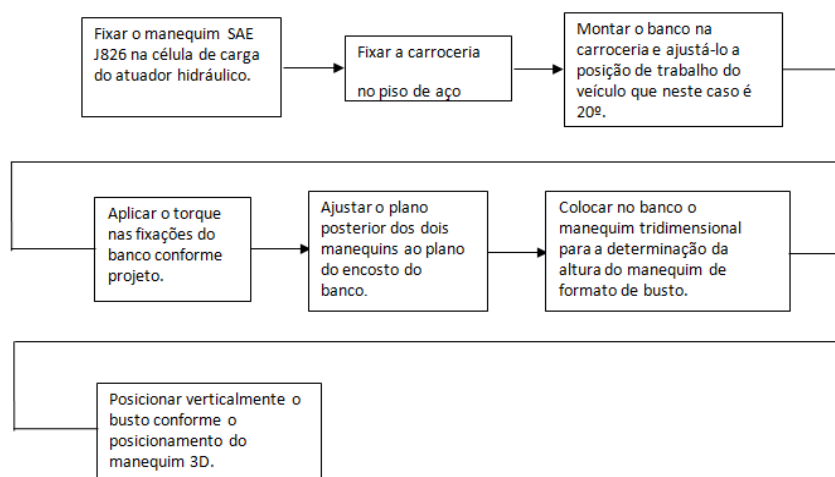 Fixar o manequim SAE
J826 na célula de carga
do atuador hidráulico.
Fixar a carroceria
no piso de aço
Montar o banco na
carroceria e ajustá-lo a
posição de trabalho do
veículo que neste caso é
20º.
Aplicar o torque
nas fixações do
banco conforme
projeto.
Ajustar o plano
posterior dos dois
manequins ao plano
do encosto do
banco.
Colocar no banco o
manequim tridimensional
para a determinação da
altura do manequim de
formato de busto.
Posicionar verticalmente o
busto conforme o
posicionamento do
manequim 3D.